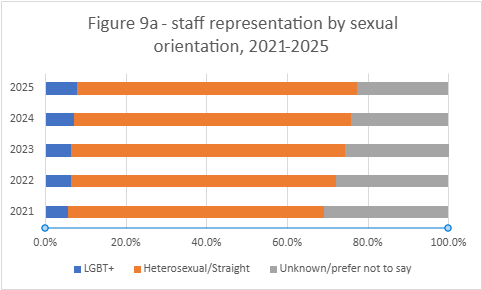 Figure 9a - staff representation by sexual
orientation, 2021-2025
2025
2024
2023
2022
2021
0.0% 20.0% 40.0% 60.0% 80.0% 100.0%
LGBT+ Heterosexual/Straight Unknown/prefer not to say